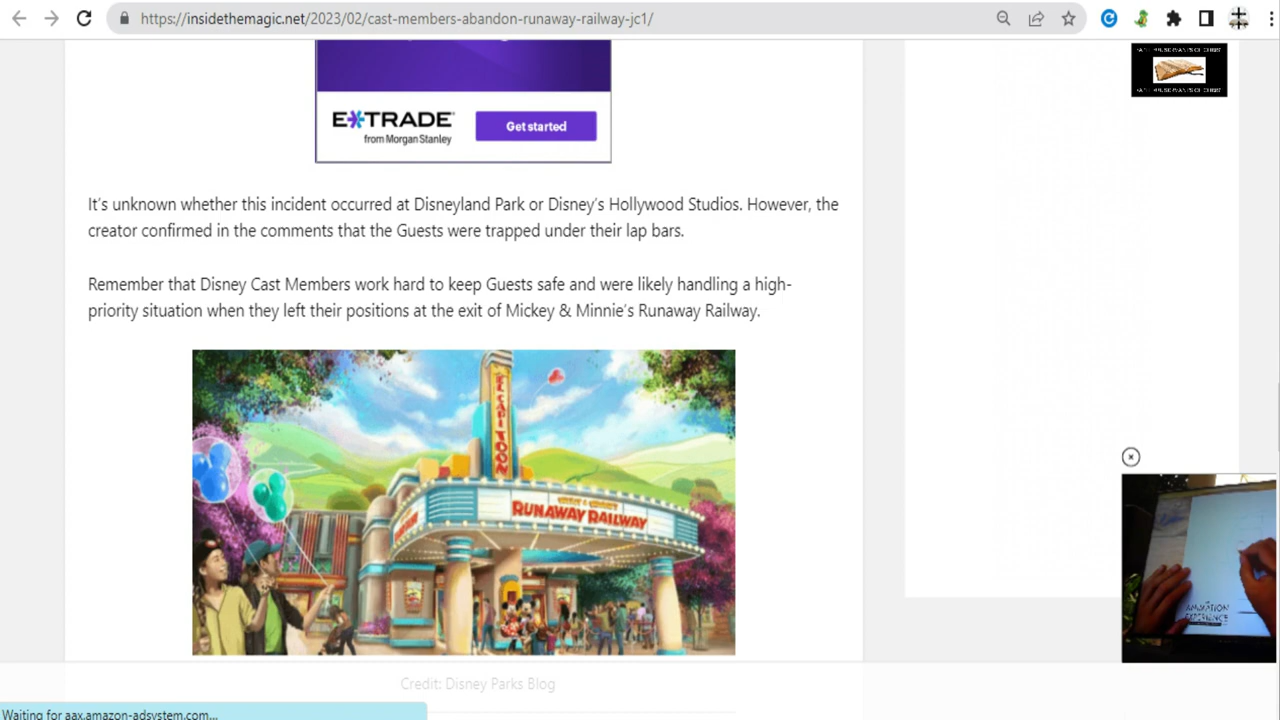 https://insidethemagic.net/2023/02/cast-members-abandon-runaway-railway-jc1/
E*TRADE
from Morgan Stanley
Get started
It's unknown whether this incident occurred at Disneyland Park or Disney's Hollywood Studios. However, the
creator confirmed in the comments that the Guests were trapped under their lap bars.
Remember that Disney Cast Members work hard to keep Guests safe and were likely handling a high-
priority situation when they left their positions at the exit of Mickey & Minnie's Runaway Railway.
EL CAPITOON
RUNAWAY RAILWAY
ANIMATION
EXPERIENCE
Credit: Disney Parks Blog
Waiting for aax.amazon-adsystem.com...